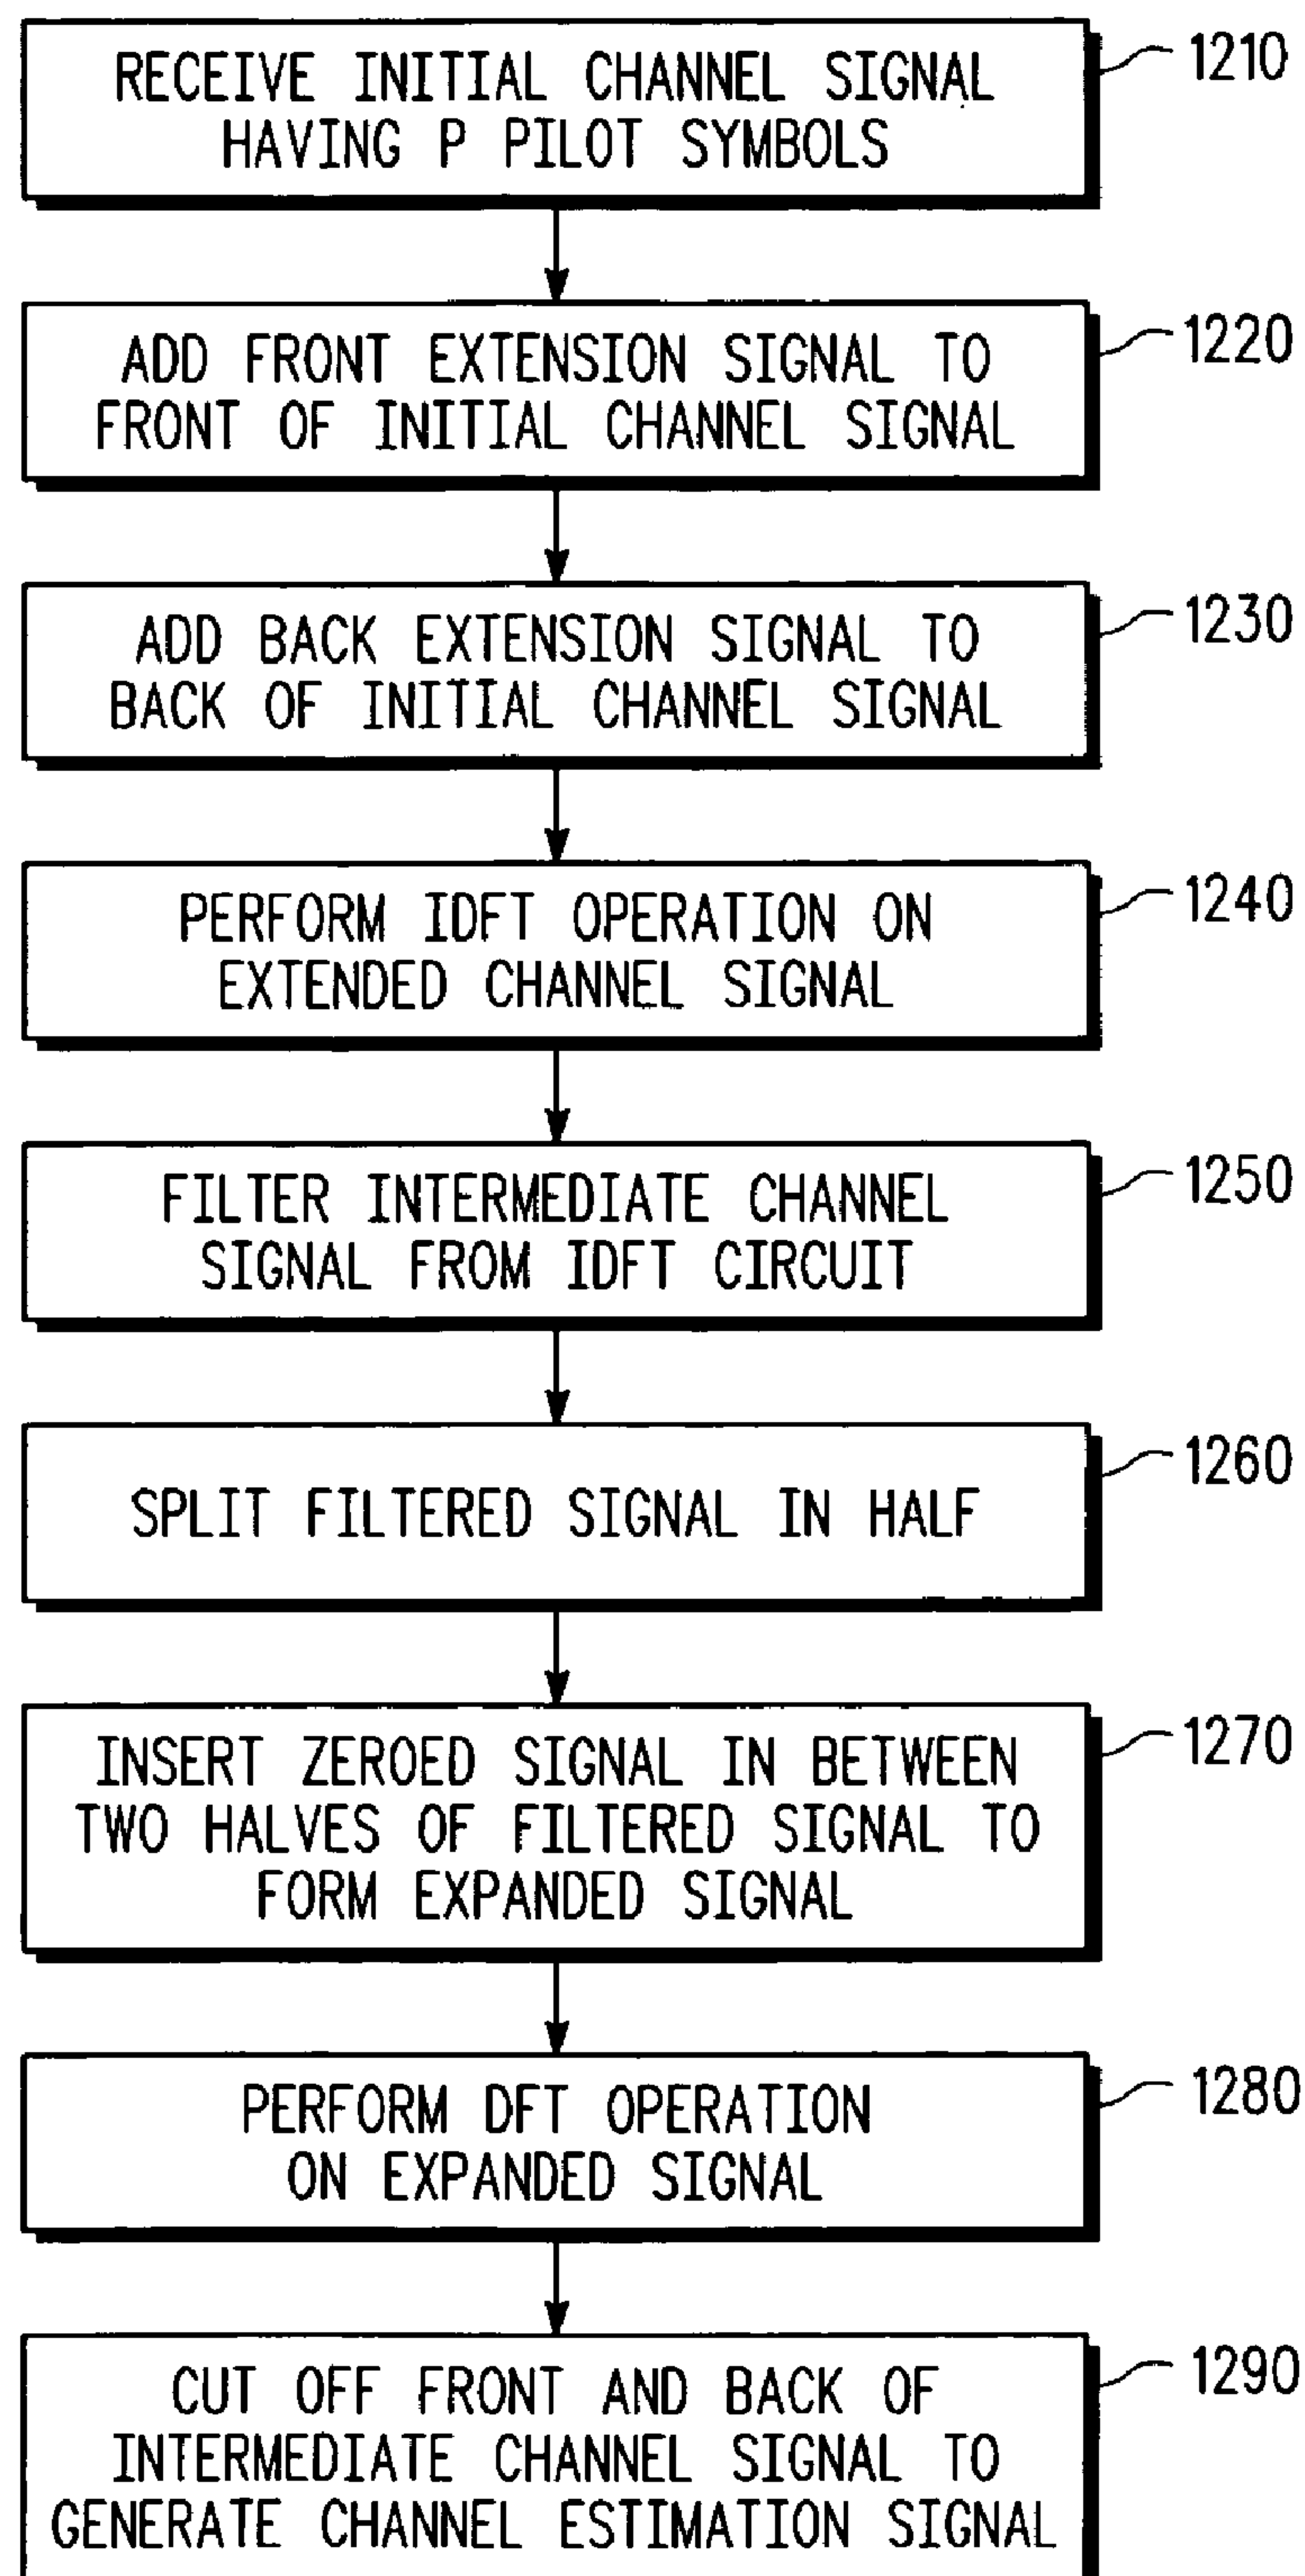 RECEIVE INITIAL CHANNEL SIGNAL
HAVING P PILOT SYMBOLS
1210
ADD FRONT EXTENSION SIGNAL TO
FRONT OF INITIAL CHANNEL SIGNAL
1220
ADD BACK EXTENSION SIGNAL TO
BACK OF INITIAL CHANNEL SIGNAL
1230
PERFORM IDFT OPERATION ON
EXTENDED CHANNEL SIGNAL
1240
FILTER INTERMEDIATE CHANNEL
SIGNAL FROM IDFT CIRCUIT
1250
SPLIT FILTERED SIGNAL IN HALF
1260
INSERT ZEROED SIGNAL IN BETWEEN
TWO HALVES OF FILTERED SIGNAL TO
FORM EXPANDED SIGNAL
1270
PERFORM DFT OPERATION
ON EXPANDED SIGNAL
1280
CUT OFF FRONT AND BACK OF
INTERMEDIATE CHANNEL SIGNAL TO
GENERATE CHANNEL ESTIMATION SIGNAL
1290